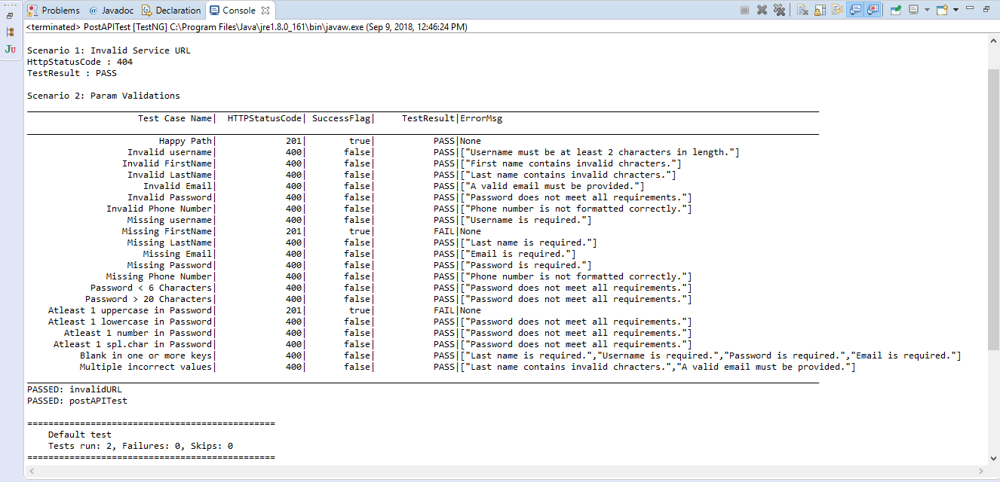 Problems @ Javadoc Declaration Console
<terminated> PostAPITest [TestNG] C:\Program Files\Java\jre1.8.0_161\bin\javaw.exe (Sep 9, 2018, 12:46:24 PM)
Ju
Scenario 1: Invalid Service URL
HttpStatusCode : 404
TestResult : PASS
Scenario 2: Param Validations
Test Case Name| HTTPStatusCode| SuccessFlag| TestResult|ErrorMsg
Happy Path| 201| true| PASS|None
Invalid username| 400| false| PASS|["Username must be at least 2 characters in length."]
Invalid FirstName| 400| false| PASS|["First name contains invalid chracters."]
Invalid LastName| 400| false| PASS|["Last name contains invalid chracters."]
Invalid Email| 400| false| PASS|["A valid email must be provided."]
Invalid Password| 400| false| PASS|["Password does not meet all requirements."]
Invalid Phone Number| 400| false| PASS|["Phone number is not formatted correctly."]
Missing username| 400| false| PASS|["Username is required."]
Missing FirstName| 201| true| FAIL|None
Missing LastName| 400| false| PASS|["Last name is required."]
Missing Email| 400| false| PASS|["Email is required."]
Missing Password| 400| false| PASS|["Password is required."]
Missing Phone Number| 400| false| PASS|["Phone number is not formatted correctly."]
Password < 6 Characters| 400| false| PASS|["Password does not meet all requirements."]
Password > 20 Characters| 400| false| PASS|["Password does not meet all requirements."]
Atleast 1 uppercase in Password| 201| true| FAIL|None
Atleast 1 lowercase in Password| 400| false| PASS|["Password does not meet all requirements."]
Atleast 1 number in Password| 400| false| PASS|["Password does not meet all requirements."]
Atleast 1 spl.char in Password| 400| false| PASS|["Password does not meet all requirements."]
Blank in one or more keys| 400| false| PASS|["Last name is required.","Username is required.","Password is required.","Email is required."]
Multiple incorrect values| 400| false| PASS|["Last name contains invalid chracters.","A valid email must be provided."]
PASSED: invalidURL
PASSED: postAPITest
===============================================
Default test
Tests run: 2, Failures: 0, Skips: 0
===============================================